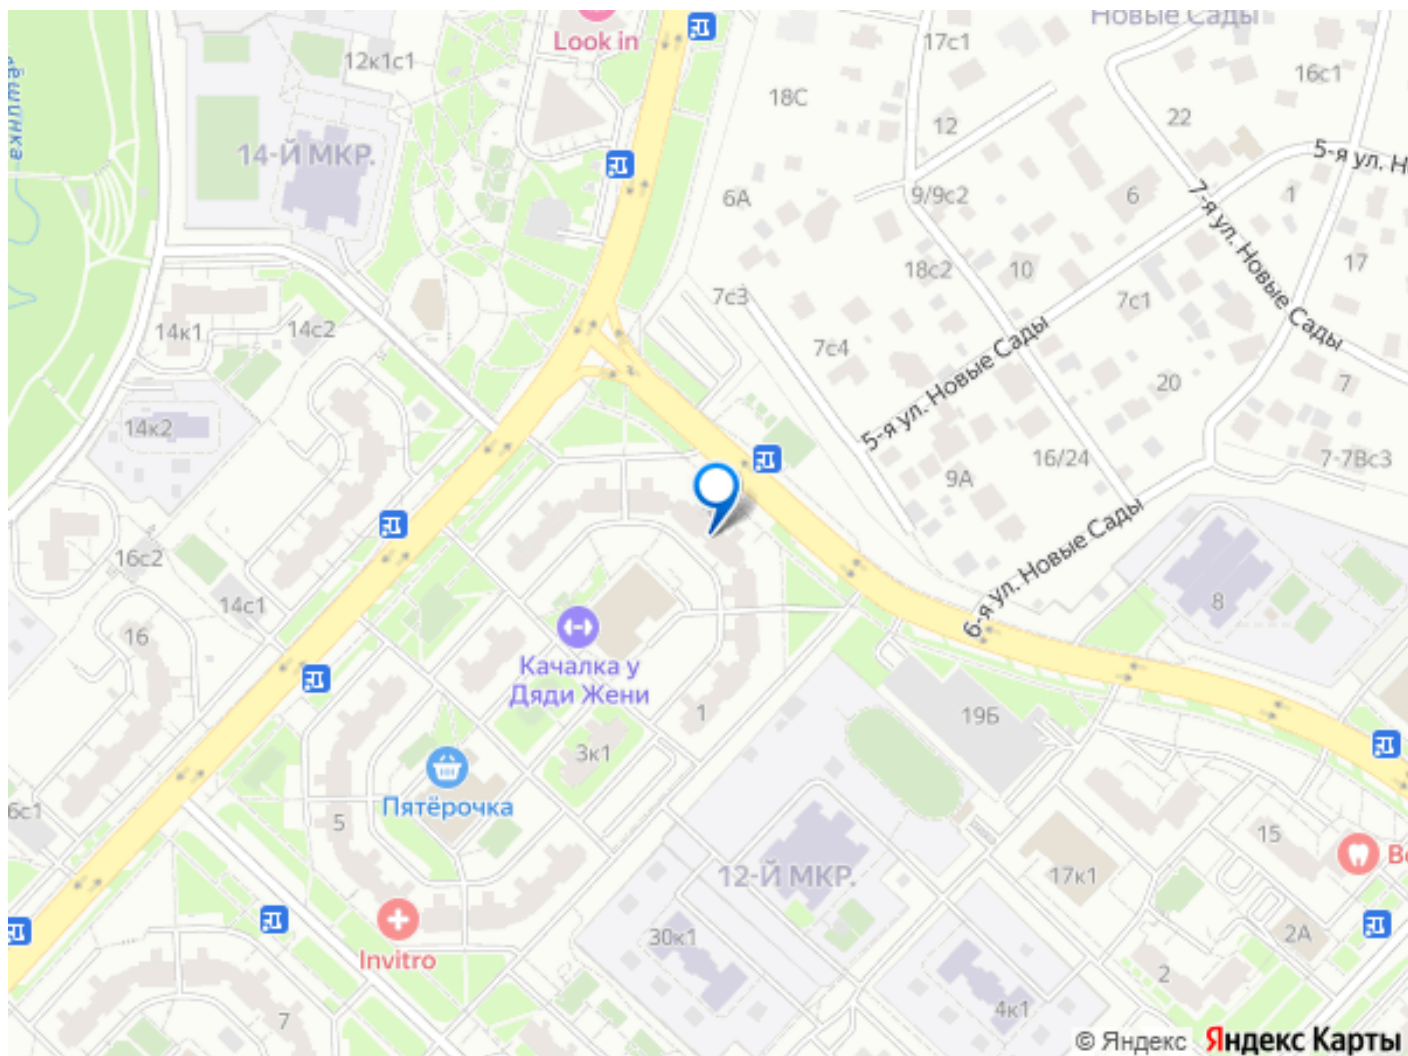 Новые Сады
Look in
17с1
12к1с1
16с1
18С
22
12
14-Й МКР.
5-я ул. Н
6А
9/9с2
6
1
7-я ул. Новые Сады
17
18с2
10
7с3
7с1
14к1
14с2
7с4
5-я ул. Новые Сады
20
7
14к2
16/24
7-7Вс3
9А
16с2
6-я ул. Новые Сады
14с1
8
16
Качалка у
Дяди Жени
1
19Б
3к1
Пятёрочка
6с1
5
15
В
12-Й МКР.
17к1
30к1
2А
Invitro
2
4к1
7
© Яндекс
Яндекс Карты